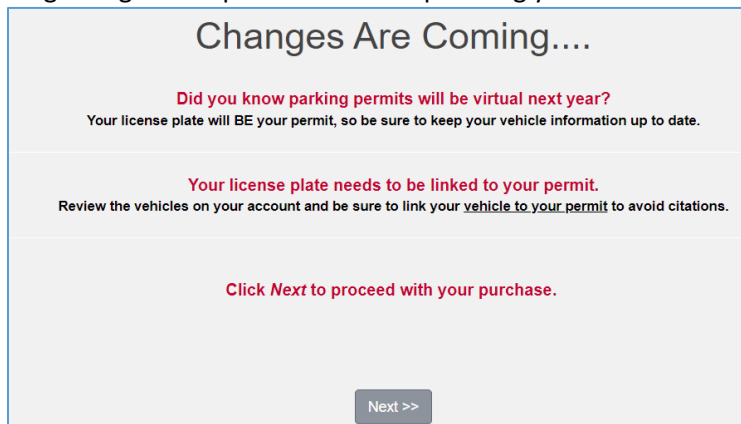 Changes Are Coming....
Did you know parking permits will be virtual next year?
Your license plate will BE your permit, so be sure to keep your vehicle information up to date.
Your license plate needs to be linked to your permit.
Review the vehicles on your account and be sure to link your vehicle to your permit to avoid citations.
Click Next to proceed with your purchase.
Next >>